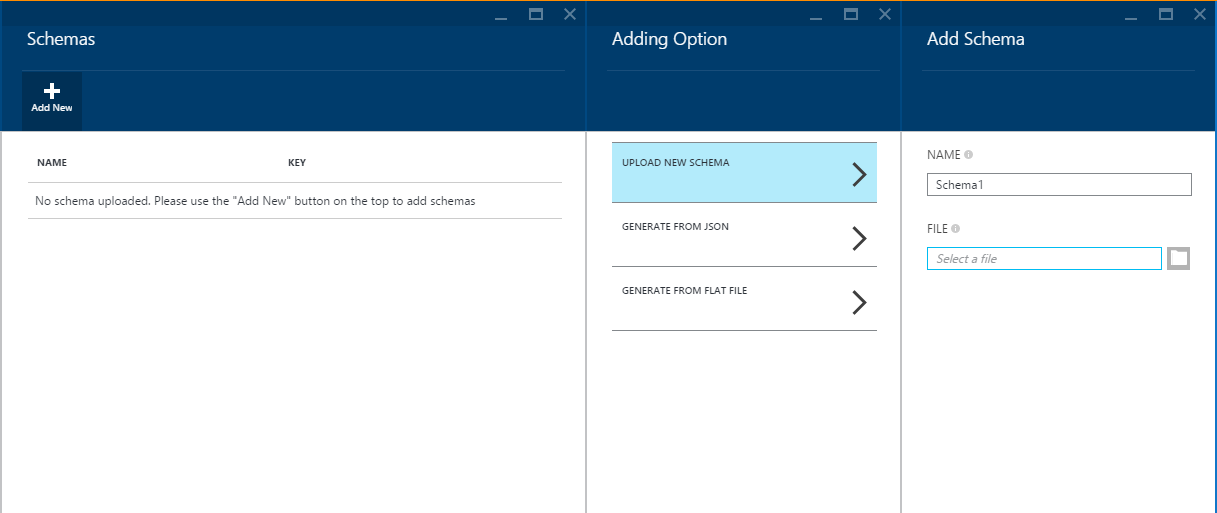 Schemas
Add New
NAME KEY
No schema uploaded. Please use the "Add New" button on the top to add schemas
Adding Option
UPLOAD NEW SCHEMA
GENERATE FROM JSON
GENERATE FROM FLAT FILE
Add Schema
NAME
Schema1
FILE
Select a file